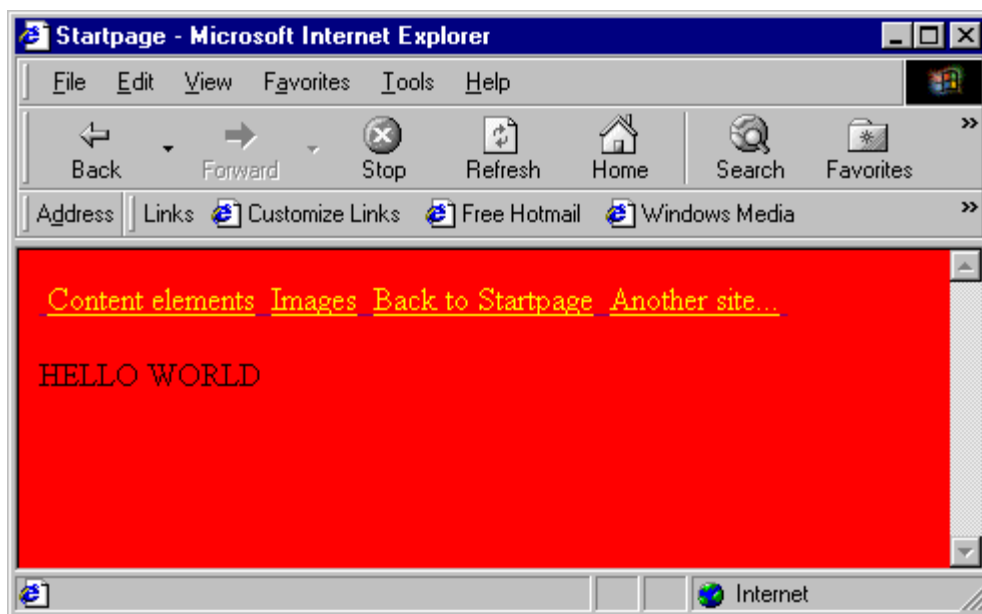 Startpage - Microsoft Internet Explorer
File Edit View Favorites Tools Help
Back Forward Stop Refresh Home Search Favorites »
Address Links Customize Links Free Hotmail Windows Media »
Content elements Images Back to Startpage Another site...
HELLO WORLD
Internet